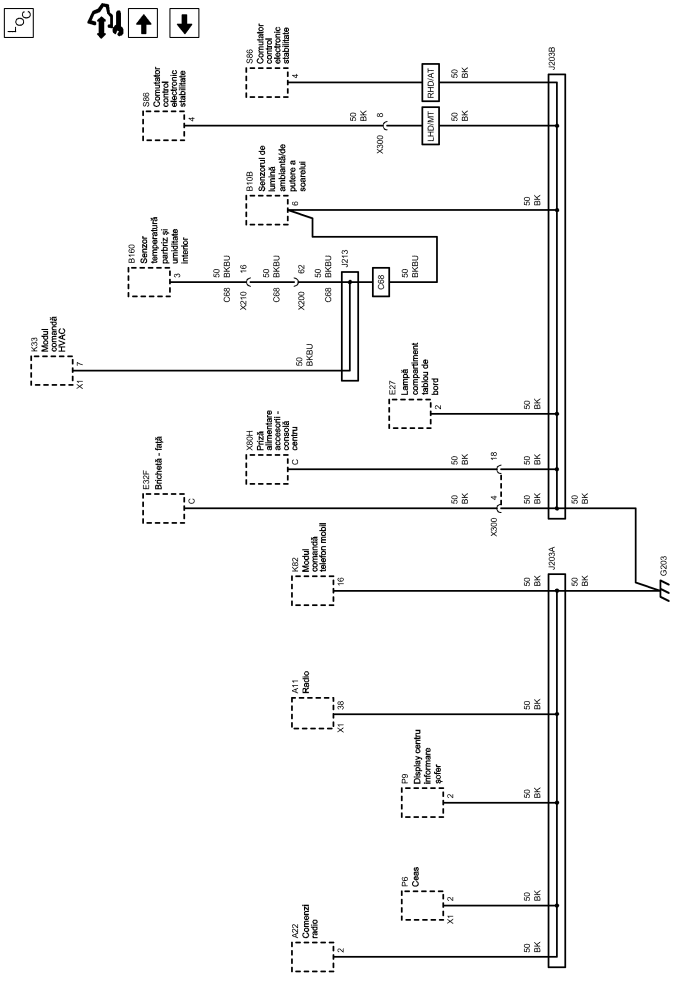 LOC
S86
Comutator
control
electronic
stabilitate
4
RHD/AT
50
BK
J203B
S86
Comutator
control
electronic
stabilitate
4
50
BK
8
X300
LHD/MT
50
BK
B10B
Senzorul de
lumină
ambiantă/de
putere a
soarelui
6
50
BK
B160
Senzor
temperatură
parbriz și
umiditate
interior
3
50
BKBU
C68
16
X210
50
BKBU
C68
62
X200
50
BKBU
C68
J213
C68
50
BKBU
K33
Modul
comandă
HVAC
7
X1
50
BKBU
E27
Lampă
compartiment
tablou de
bord
2
50
BK
X80H
Priză
alimentare
accesorii -
consolă
centru
C
50
BK
18
50
BK
E32F
Brichetă - față
C
50
BK
4
X300
50
BK
50
BK
K82
Modul
comandă
telefon mobil
16
50
BK
J203A
50
BK
G203
A11
Radio
38
X1
50
BK
P9
Display centru
informare
șofer
2
50
BK
P6
Ceas
2
X1
50
BK
A22
Comenzi
radio
2
50
BK